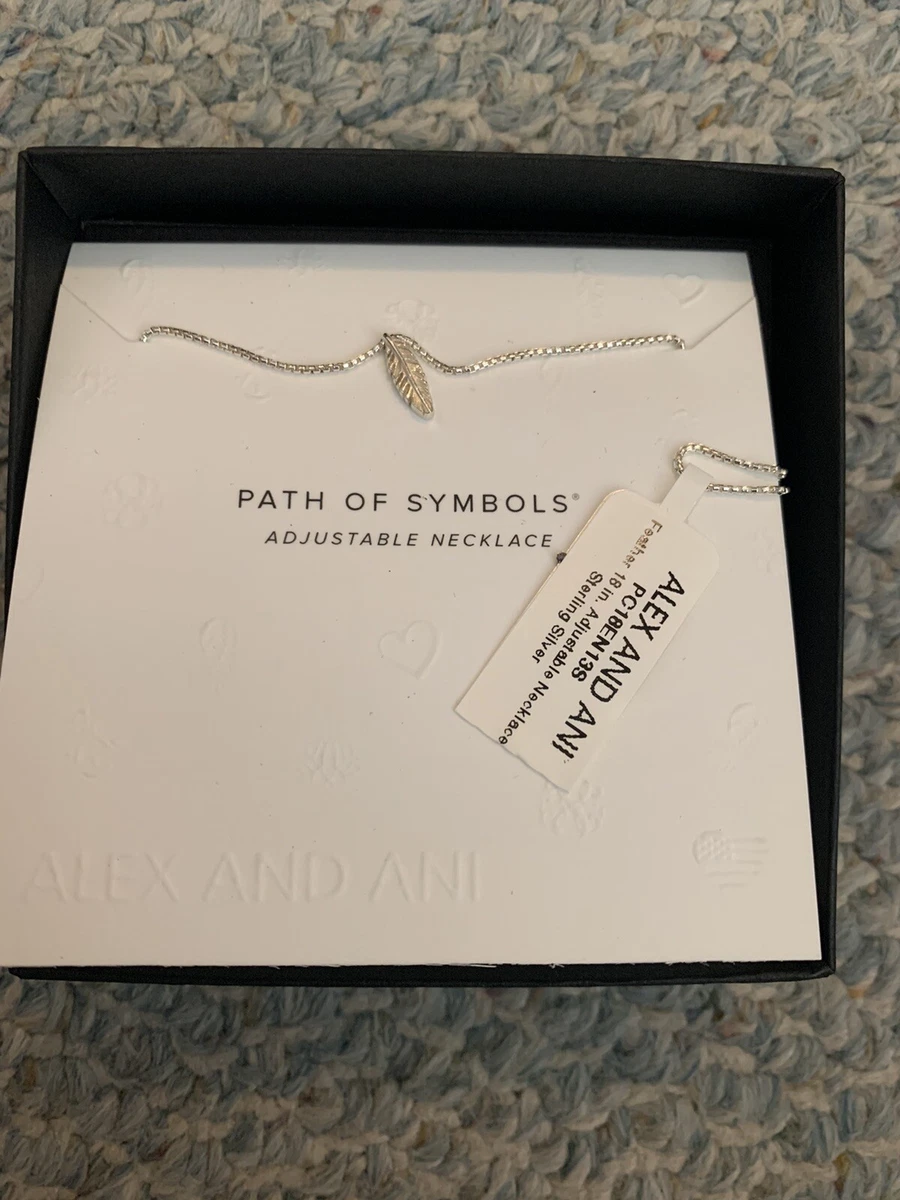 PATH OF SYMBOLS®
ADJUSTABLE NECKLACE
ALEX AND ANI
PC18EN13S
Feather 18 in. Adjustable Necklace
Sterling Silver
ALEX AND ANI